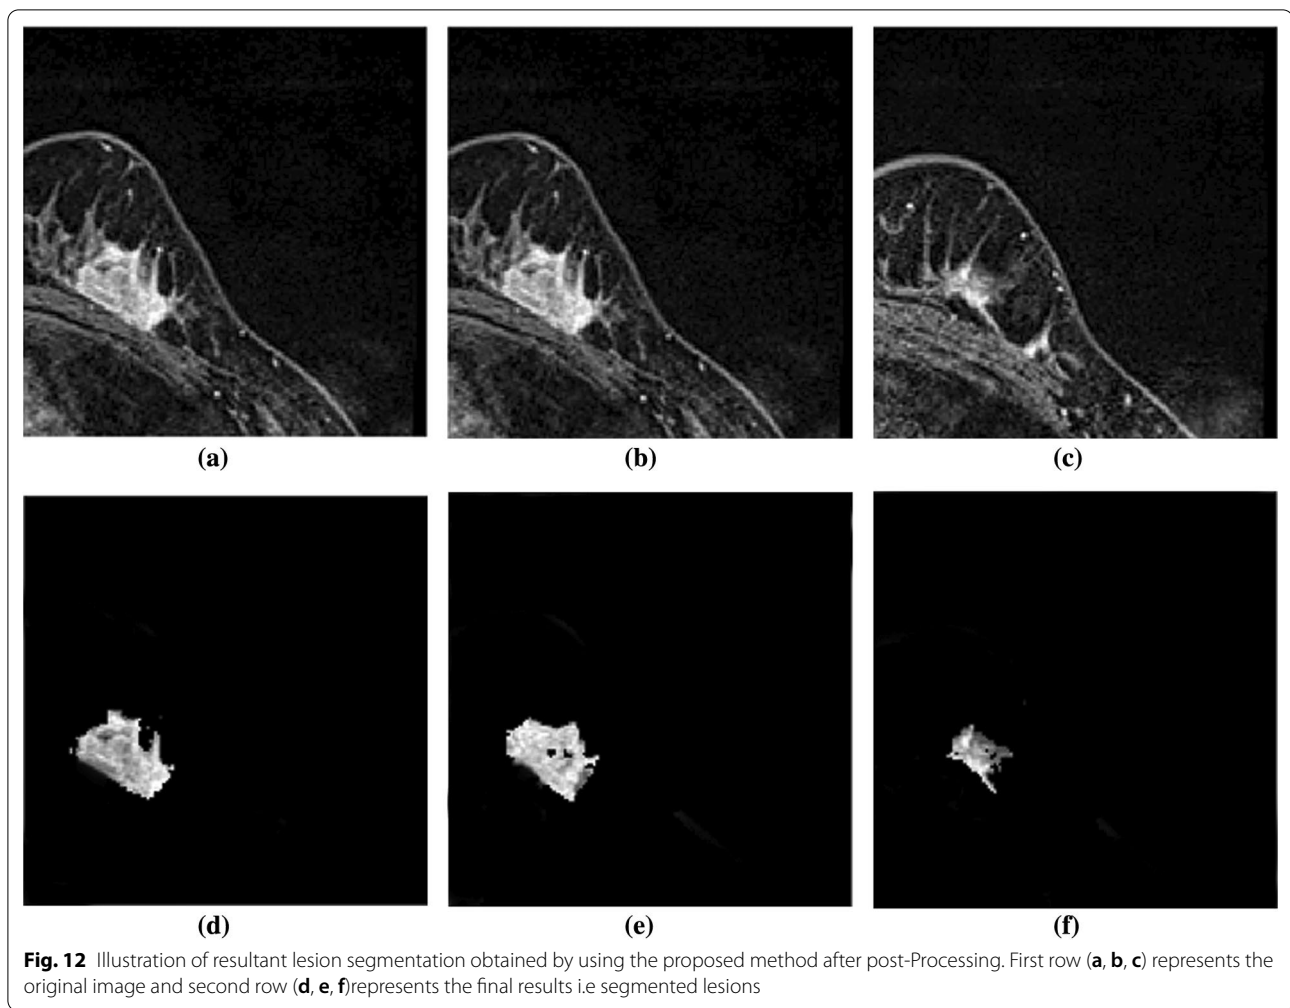 (a)
(b)
(c)
(d)
(e)
(f)
Fig. 12 Illustration of resultant lesion segmentation obtained by using the proposed method after post-Processing. First row (a, b, c) represents the
original image and second row (d, e, f)represents the final results i.e segmented lesions